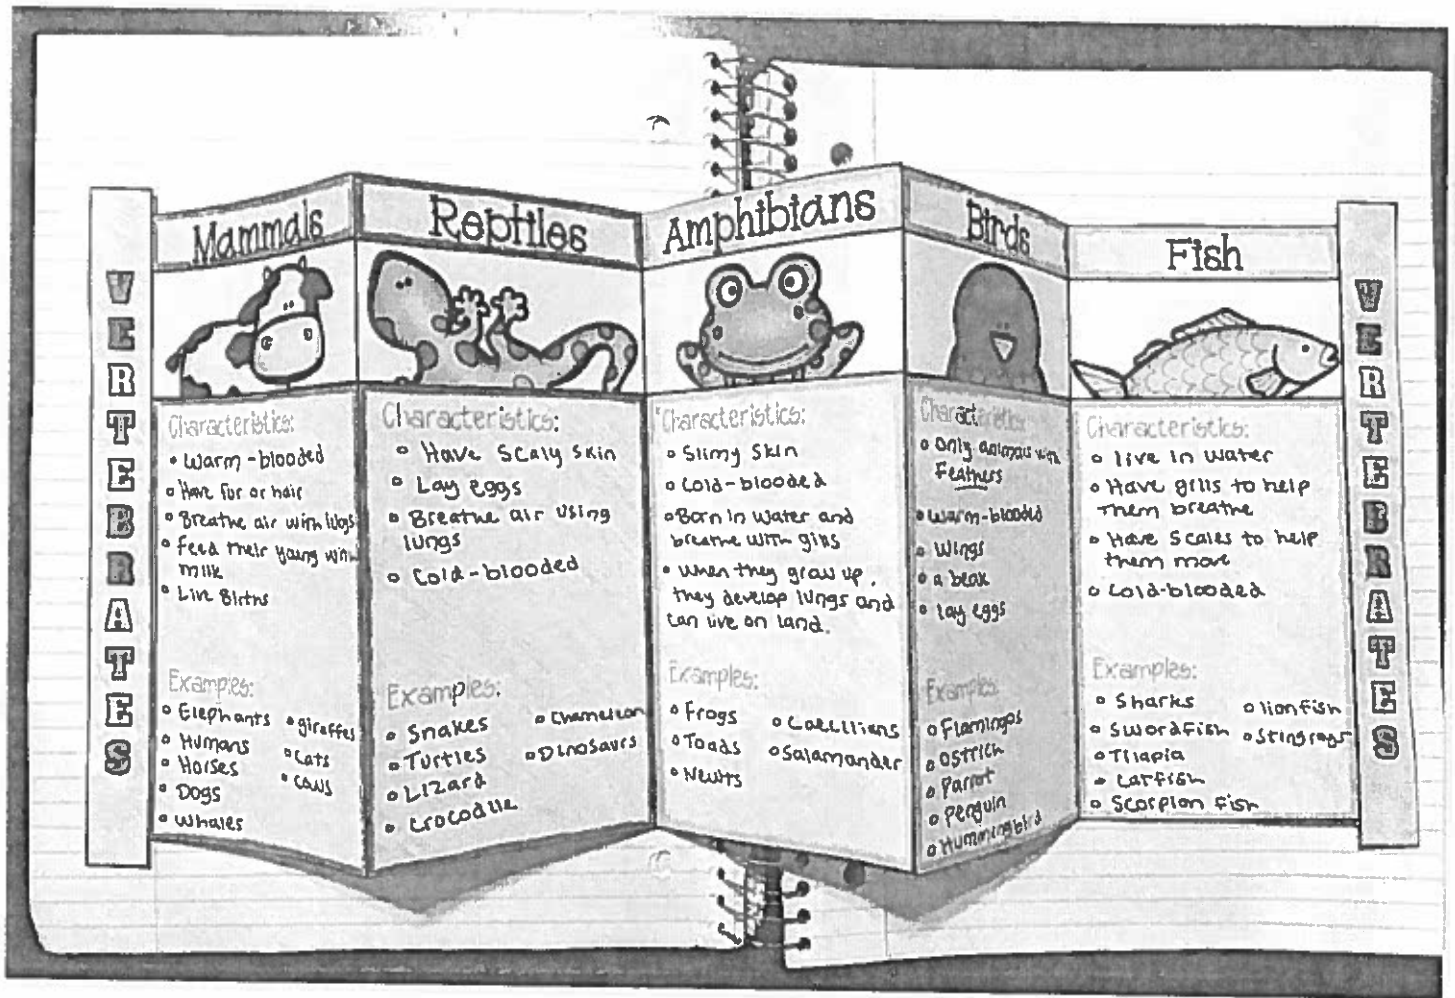 VERTEBRATES
Mammals
Characteristics:
• Warm-blooded
• Have fur or hair
• Breathe air with lungs
• Feed their young with
milk
• Live Births
Examples:
• Elephants
• Humans
• Horses
• Dogs
• Whales
• giraffes
• Cats
• Cows
Reptiles
Characteristics:
• Have Scaly Skin
• Lay eggs
• Breathe air using
lungs
• Cold-blooded
Examples:
• Snakes
• Turtles
• Lizard
• Crocodile
• Chameleon
• Dinosaurs
Amphibians
Characteristics:
• Slimy Skin
• Cold-blooded
• Born in water and
breathe with gills
• When they grow up,
they develop lungs and
can live on land.
Examples:
• Frogs
• Toads
• Newts
• Caecilians
• Salamander
Birds
Characteristics:
• Only animals with
Feathers
• Warm-blooded
• Wings
• a beak
• lay eggs
Examples:
• Flamingos
• Ostrich
• Parrot
• Penguin
• Hummingbird
Fish
Characteristics:
• live in water
• Have gills to help
them breathe
• Have Scales to help
them move
• Cold-blooded
Examples:
• Sharks
• Swordfish
• Tilapia
• Catfish
• Scorpion Fish
• lionfish
• Stingrays
VERTEBRATES